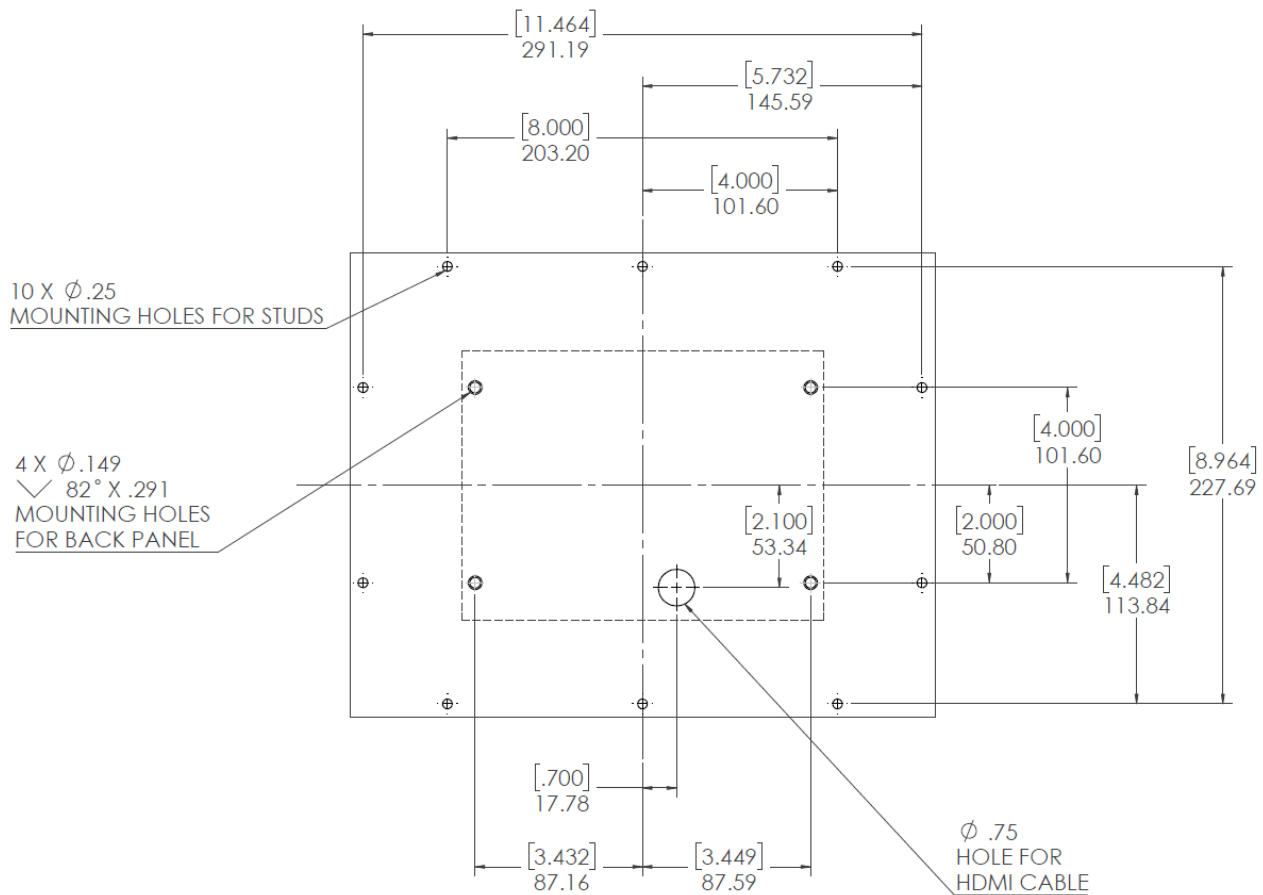 [11.464]
291.19
[5.732]
145.59
[8.000]
203.20
[4.000]
101.60
10 X Ø.25
MOUNTING HOLES FOR STUDS
4 X Ø.149
⌵ 82° X .291
MOUNTING HOLES
FOR BACK PANEL
[4.000]
101.60
[8.964]
227.69
[2.100]
53.34
[2.000]
50.80
[4.482]
113.84
[.700]
17.78
[3.432]
87.16
[3.449]
87.59
Ø .75
HOLE FOR
HDMI CABLE